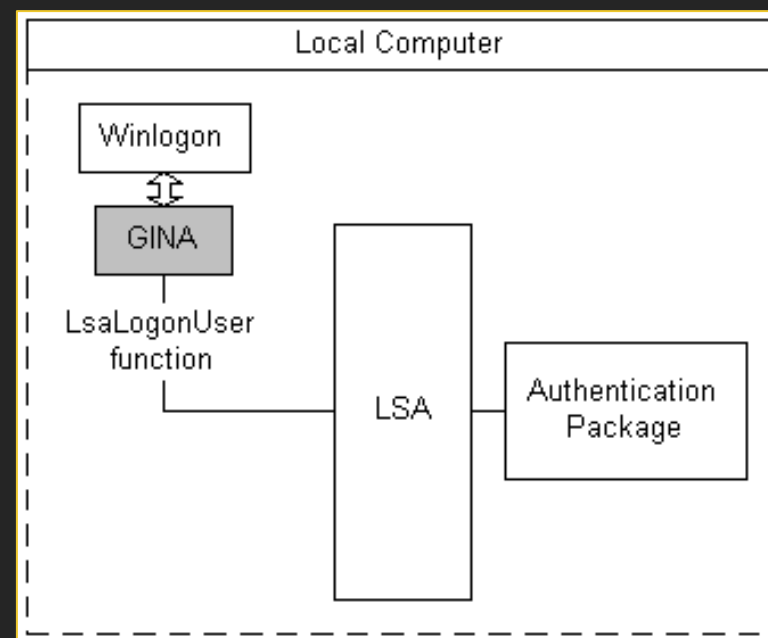 Local Computer
Winlogon
GINA
LsaLogonUser
function
LSA
Authentication
Package